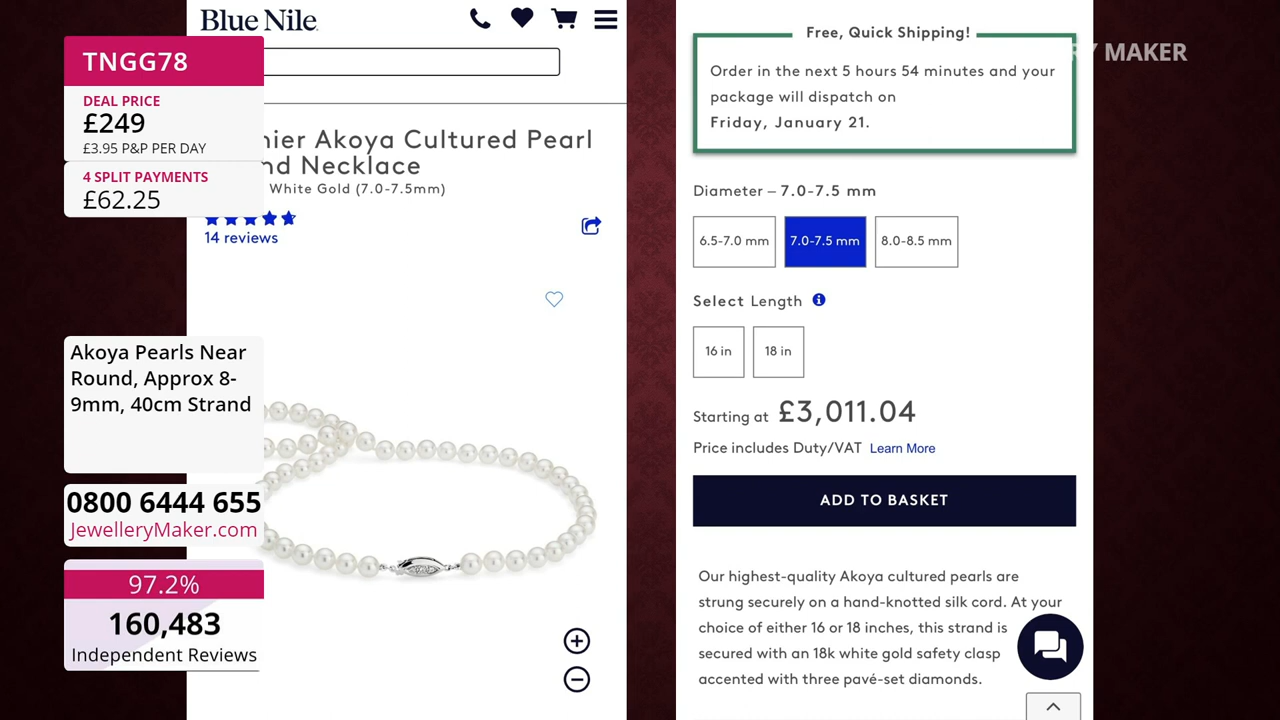 TNGG78
DEAL PRICE
£249
£3.95 P&P PER DAY
4 SPLIT PAYMENTS
£62.25
Akoya Pearls Near
Round, Approx 8-
9mm, 40cm Strand
0800 6444 655
JewelleryMaker.com
97.2%
160,483
Independent Reviews
Blue Nile
Akoya Cultured Pearl
Necklace
White Gold (7.0-7.5mm)
14 reviews
Free, Quick Shipping!
Order in the next 5 hours 54 minutes and your
package will dispatch on
Friday, January 21.
MAKER
Diameter – 7.0-7.5 mm
6.5-7.0 mm
7.0-7.5 mm
8.0-8.5 mm
Select Length
16 in
18 in
Starting at £3,011.04
Price includes Duty/VAT Learn More
ADD TO BASKET
Our highest-quality Akoya cultured pearls are
strung securely on a hand-knotted silk cord. At your
choice of either 16 or 18 inches, this strand is
secured with an 18k white gold safety clasp
accented with three pavé-set diamonds.